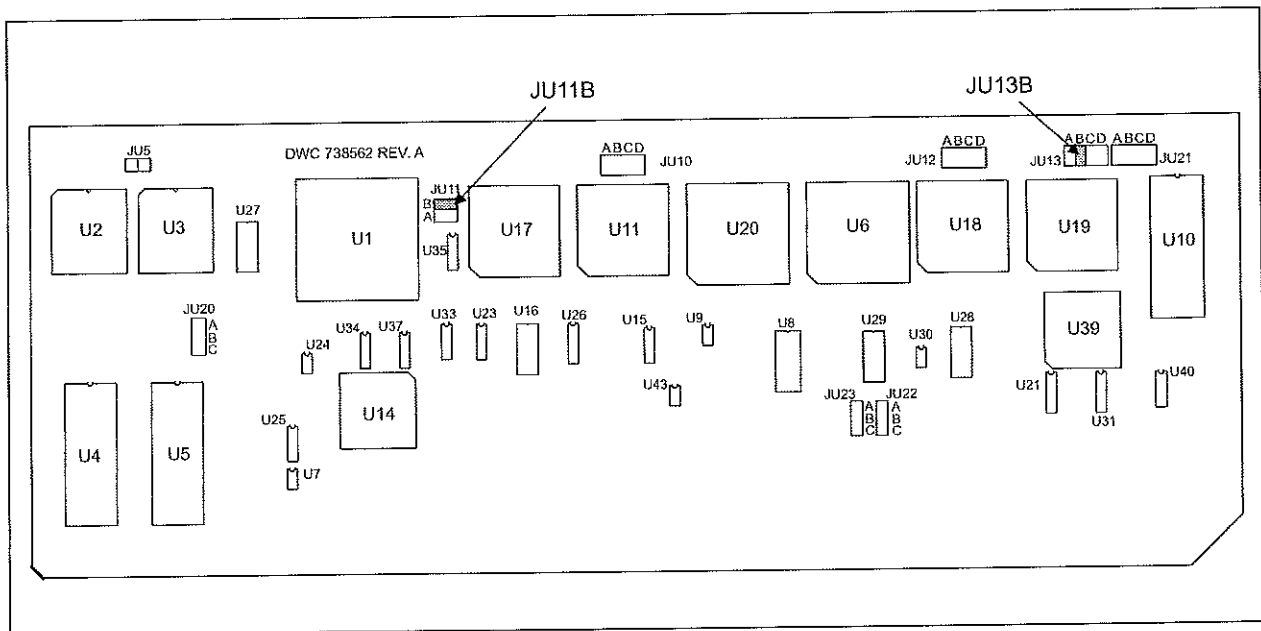 JU11B
JU13B
JU5
DWC 738562 REV. A
ABCD
JU10
ABCD
JU12
ABCD
ABCD
JU13
JU21
U2
U3
U27
U1
JU11
B
A
U35
U17
U11
U20
U6
U18
U19
U10
JU20
A
B
C
U24
U34
U37
U33
U23
U16
U26
U15
U9
U8
U29
U30
U28
U39
U14
U43
JU23
A
B
C
JU22
A
B
C
U21
U31
U40
U4
U5
U25
U7